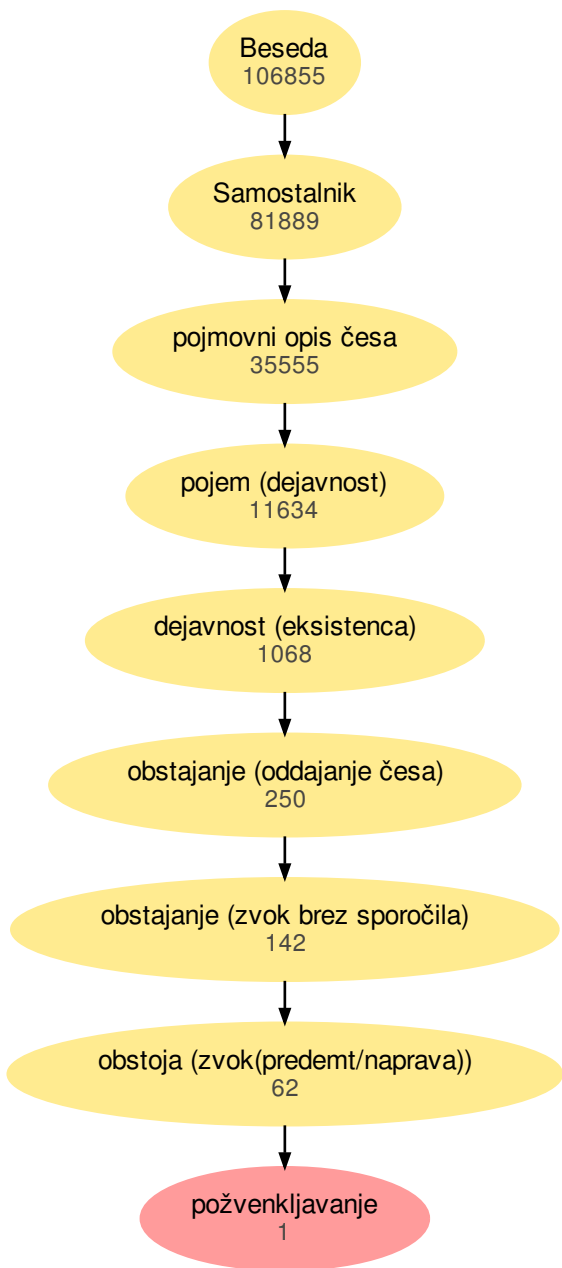 Beseda
106855
Samostalnik
81889
pojmovni opis česa
35555
pojem (dejavnost)
11634
dejavnost (eksistenca)
1068
obstajanje (oddajanje česa)
250
obstajanje (zvok brez sporočila)
142
obstoja (zvok(predemt/naprava))
62
požvenkljavanje
1